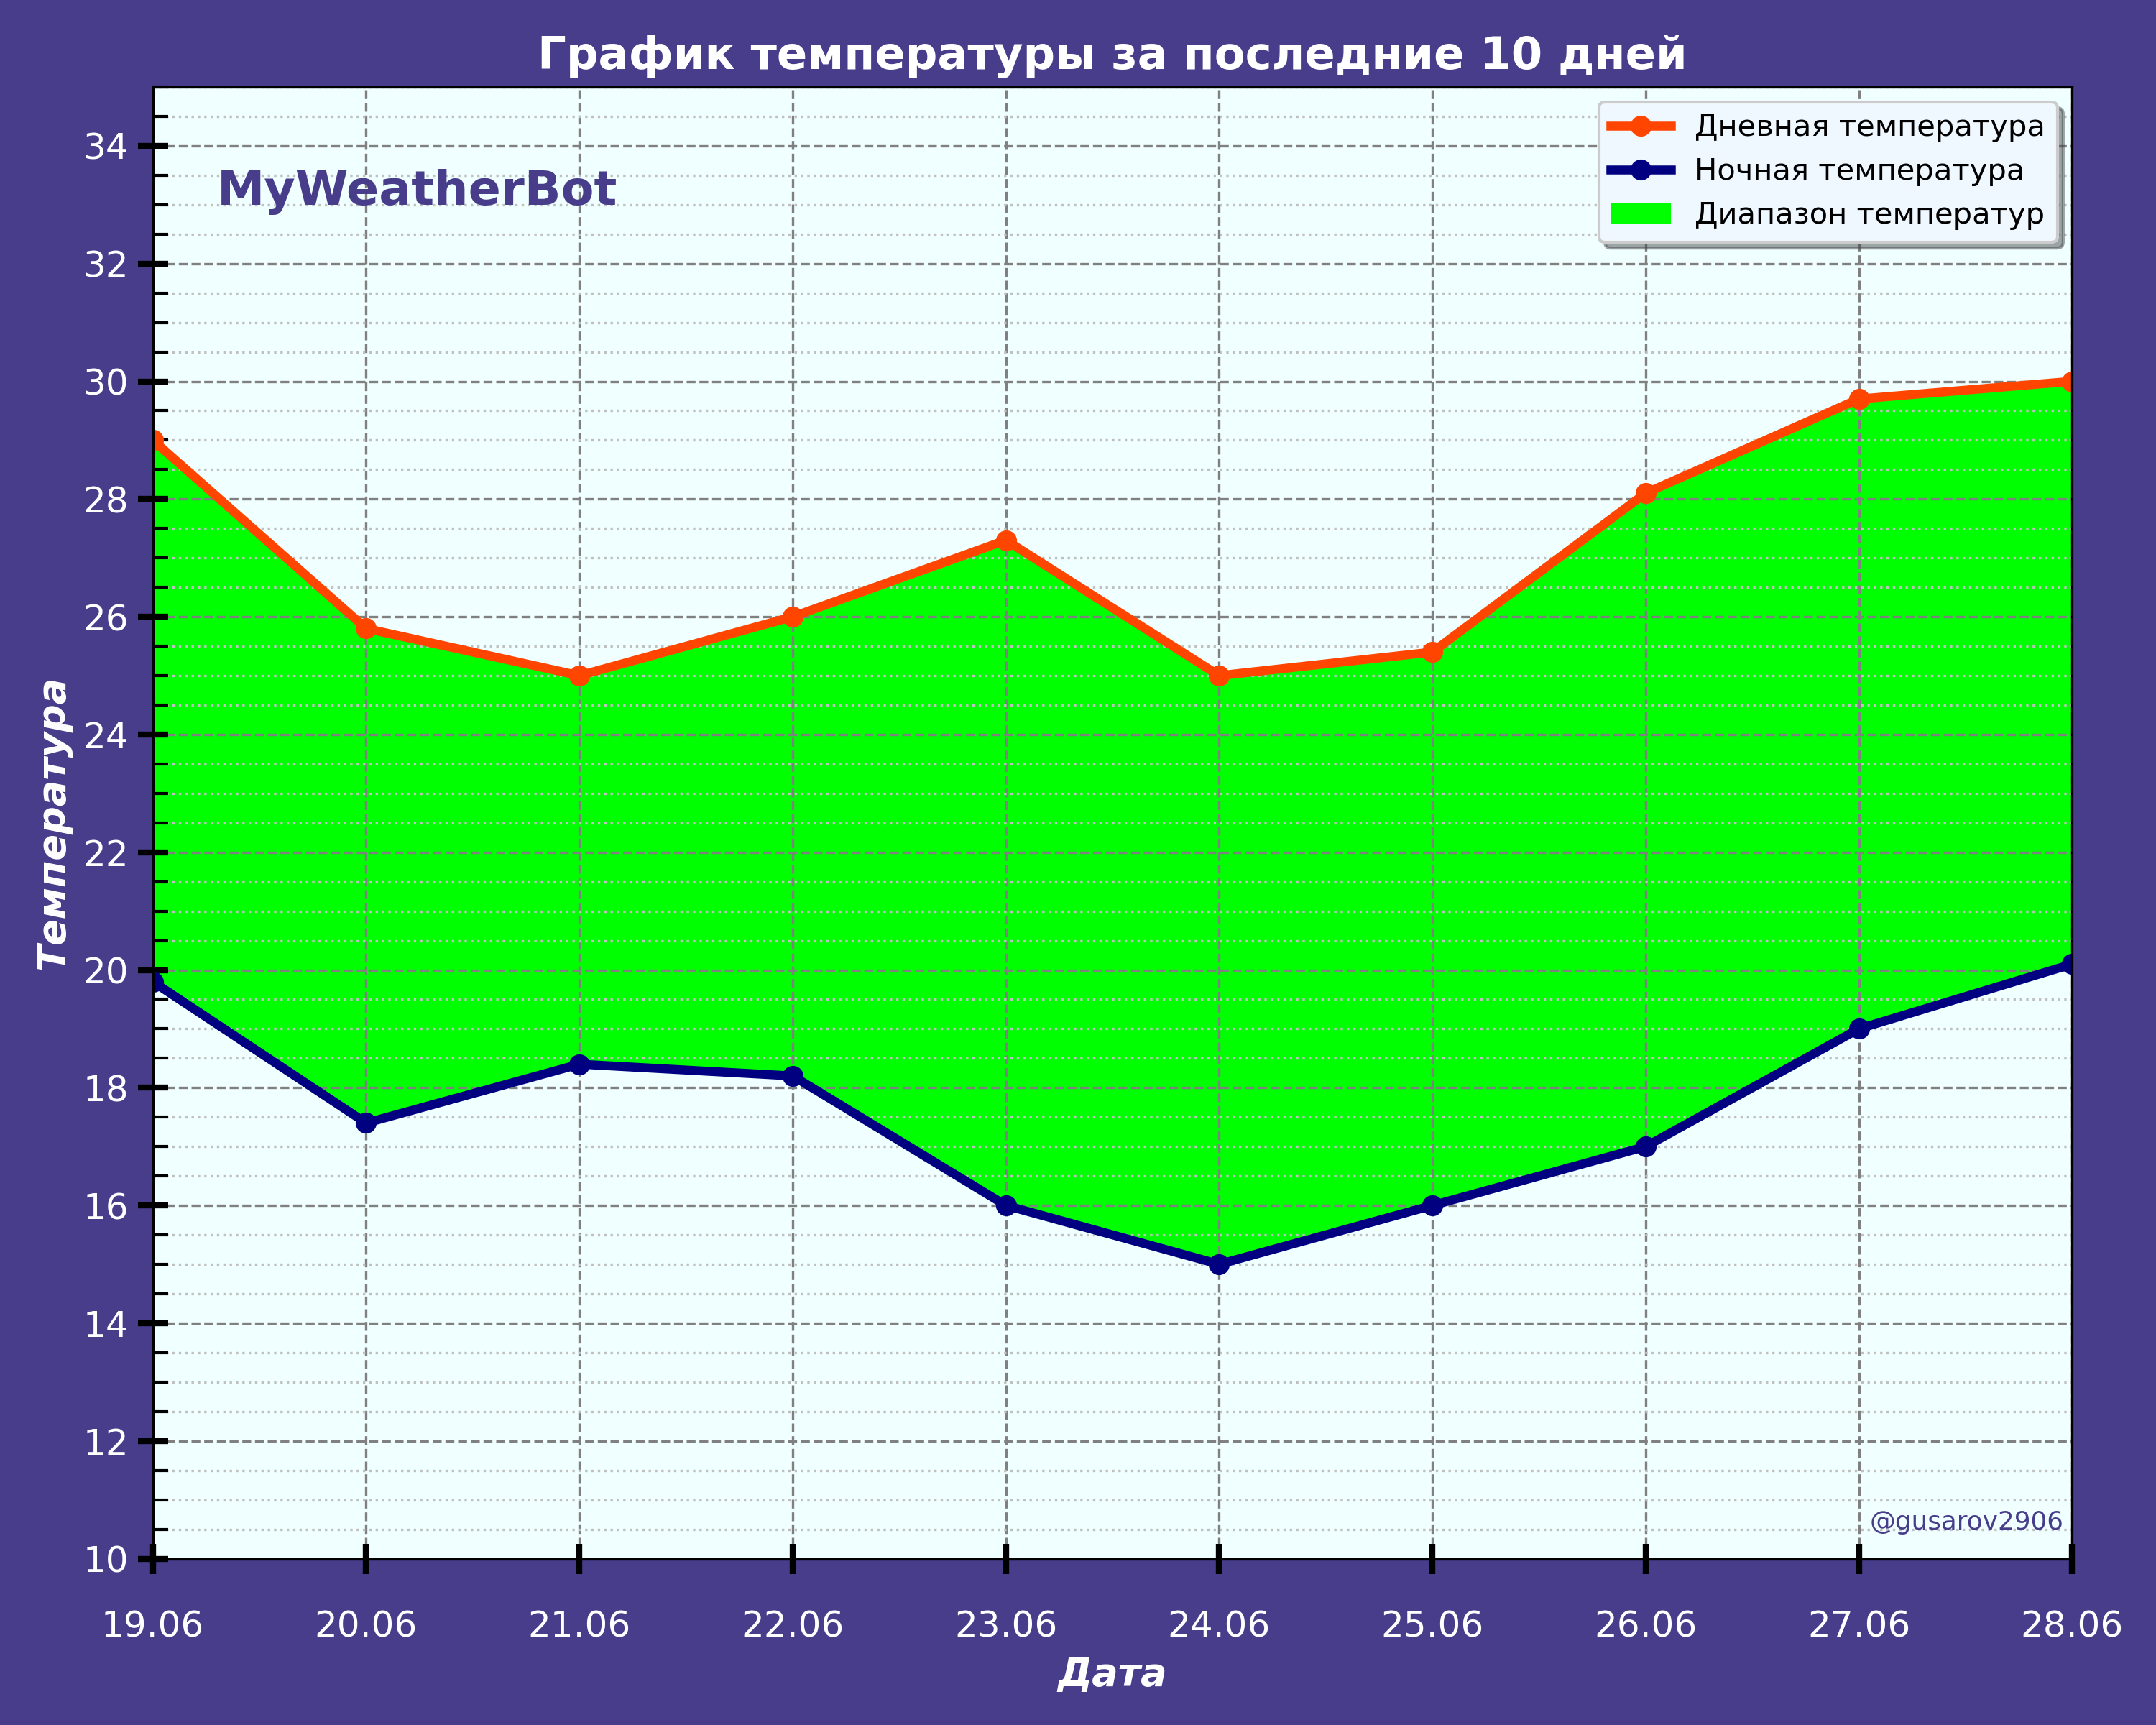 График температуры за последние 10 дней
MyWeatherBot
Дневная температура
Ночная температура
Диапазон температур
Температура
34
32
30
28
26
24
22
20
18
16
14
12
10
@gusarov2906
19.06 20.06 21.06 22.06 23.06 24.06 25.06 26.06 27.06 28.06
Дата